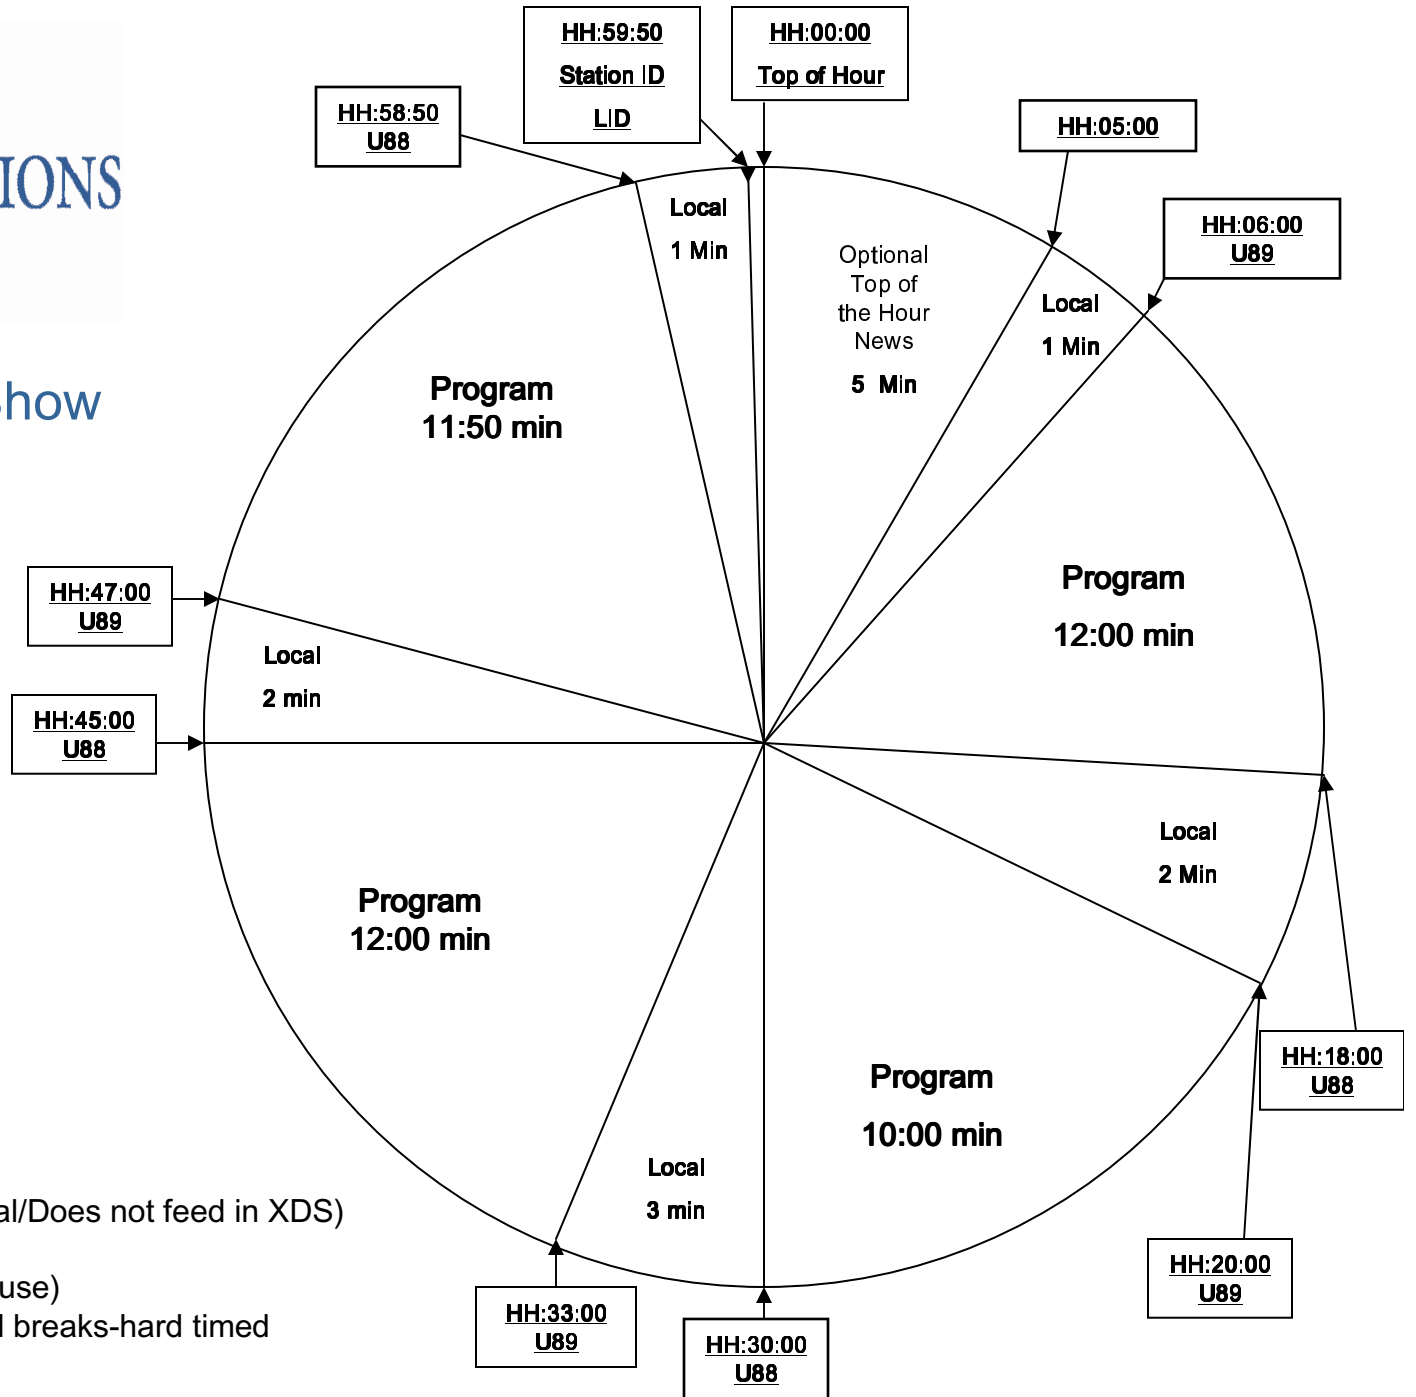 HH:59:50
Station ID
LID
HH:00:00
Top of Hour
HH:58:50
U88
HH:05:00
HH:06:00
U89
IONS
Local
1 Min
Optional
Top of
the Hour
News
5 Min
Local
1 Min
how
Program
11:50 min
HH:47:00
U89
Program
12:00 min
Local
2 min
HH:45:00
U88
Local
2 Min
Program
12:00 min
HH:18:00
U88
Program
10:00 min
Local
3 min
al/Does not feed in XDS)
HH:20:00
U89
use)
breaks-hard timed
HH:33:00
U89
HH:30:00
U88